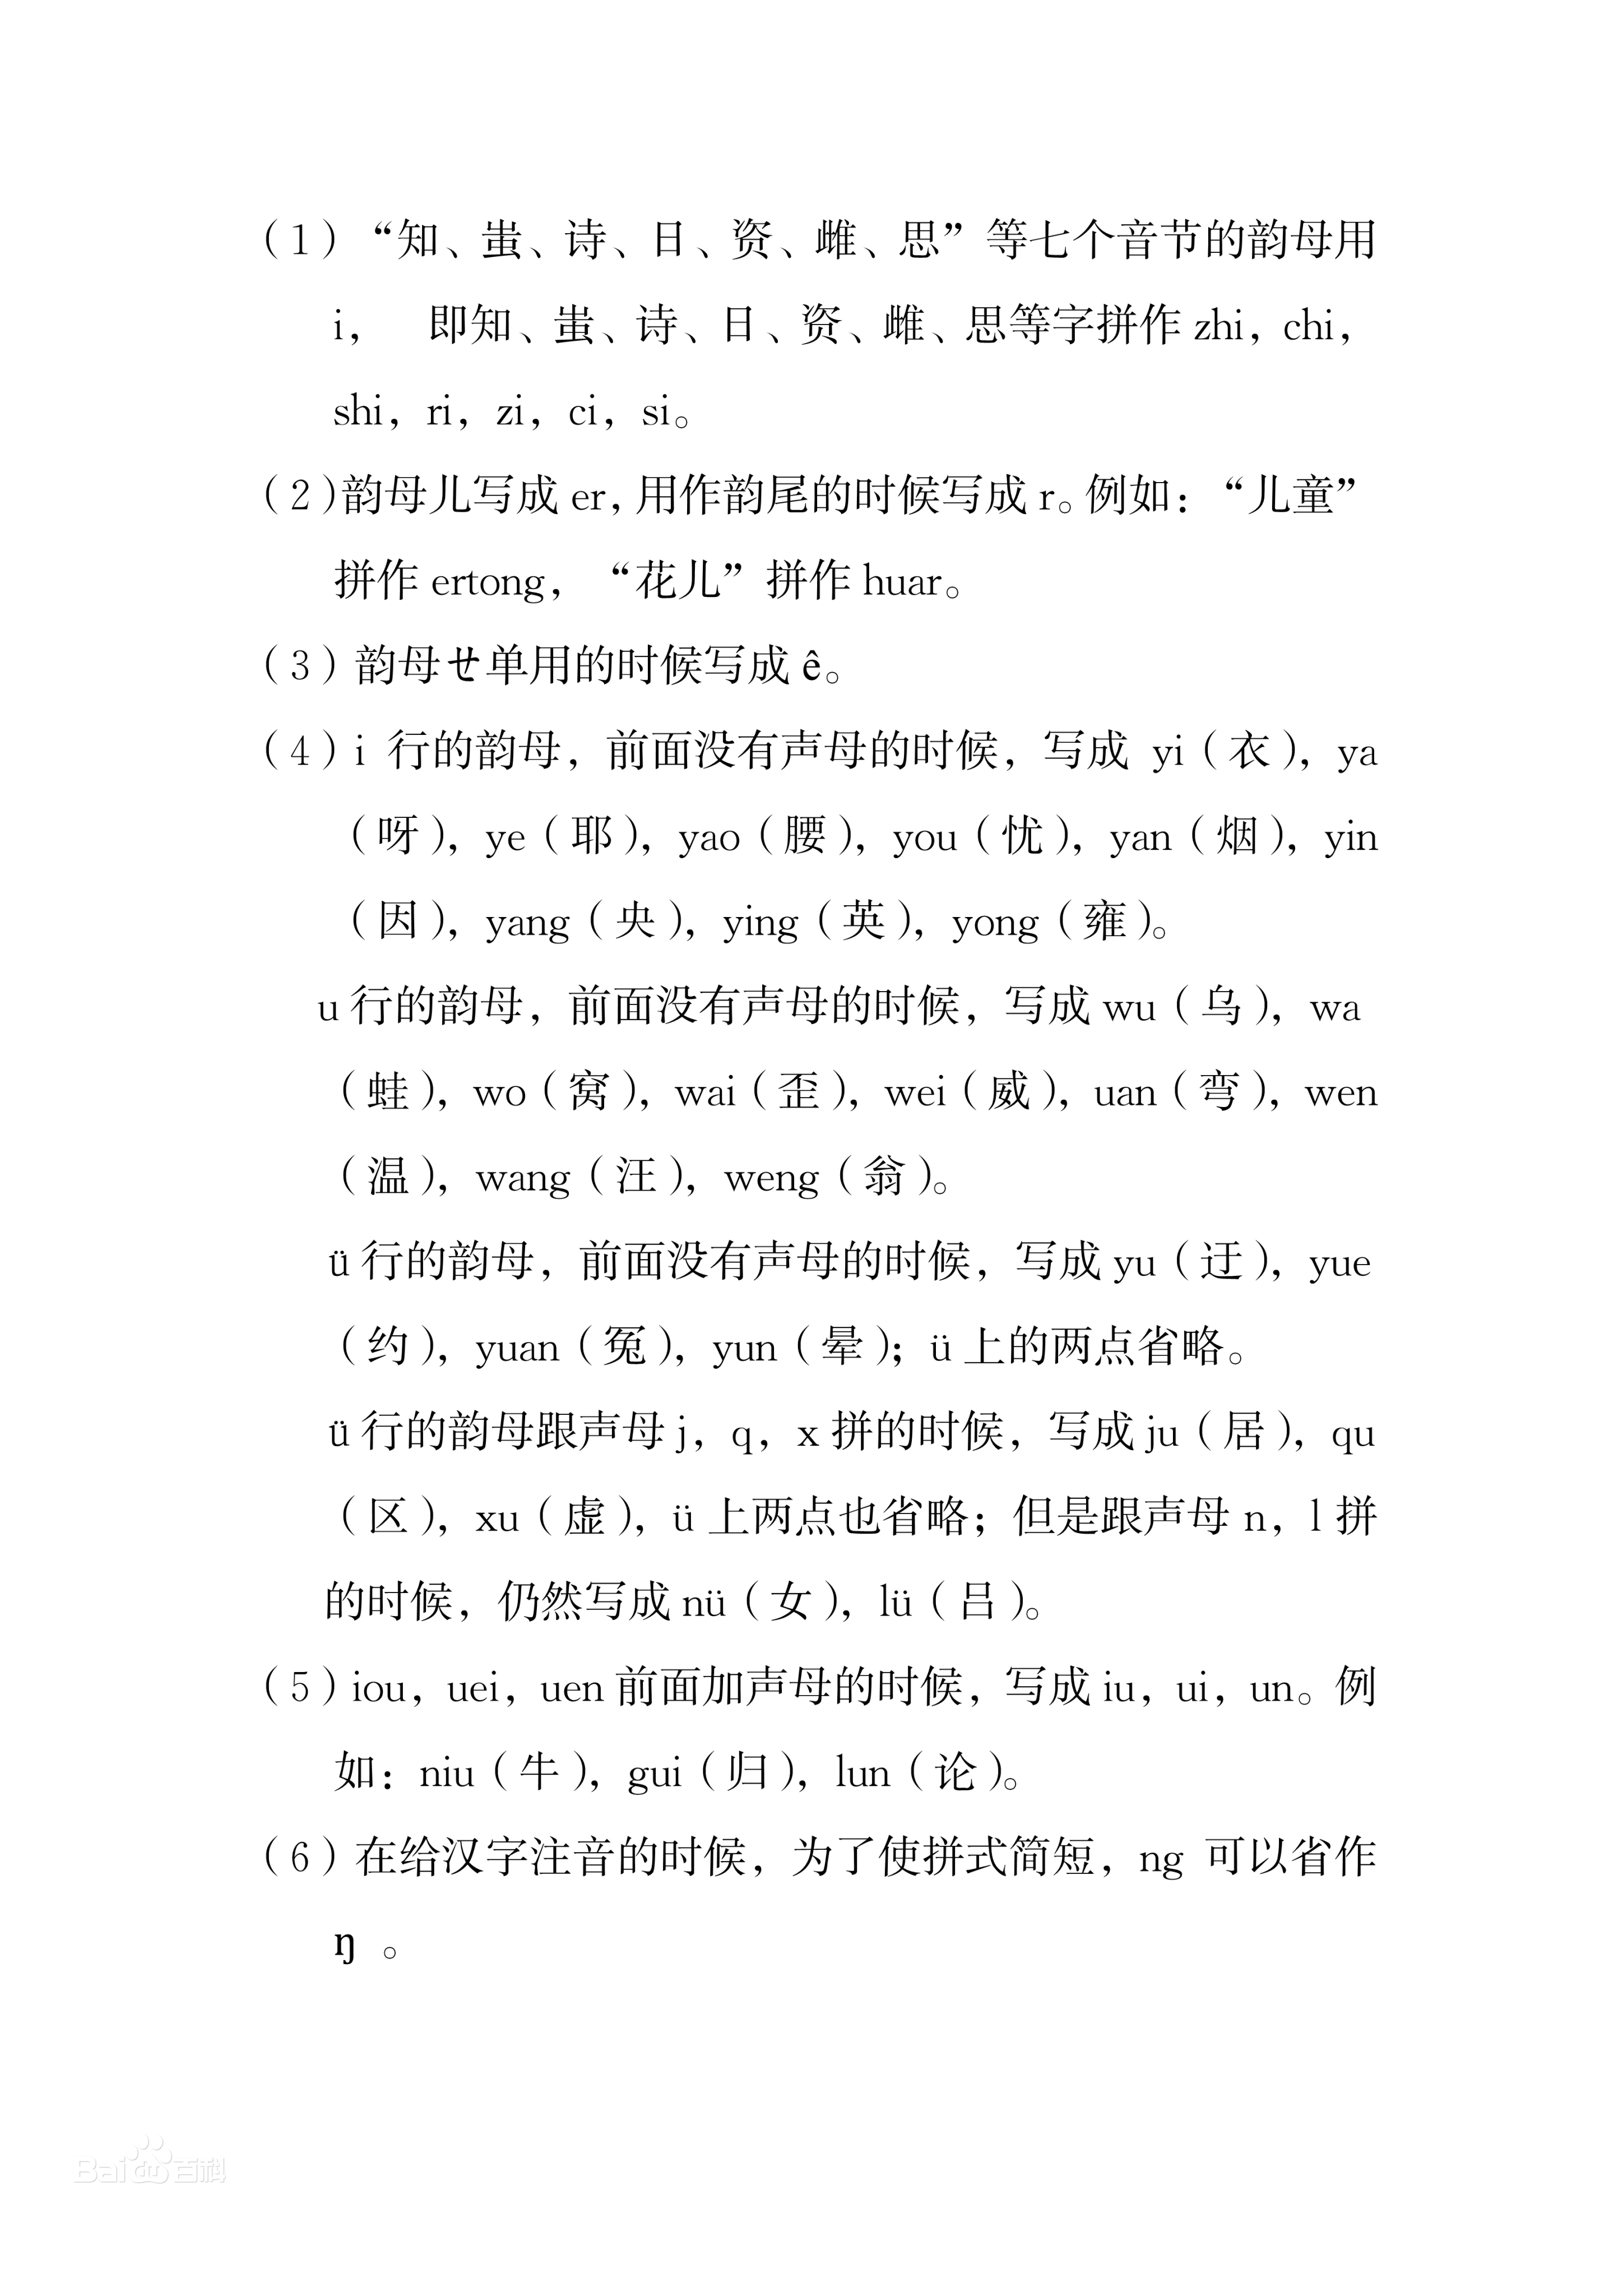 （1）“知、蚩、诗、日、资、雌、思”等七个音节的韵母用
i，　即知、蚩、诗、日、资、雌、思等字拼作 zhi，chi，
shi，ri，zi，ci，si。
（2）韵母儿写成 er，用作韵尾的时候写成 r。例如：“儿童”
拼作 ertong，“花儿”拼作 huar。
（3）韵母ㄝ单用的时候写成 ê。
（4）i 行的韵母，前面没有声母的时候，写成 yi（衣），ya
（呀），ye（耶），yao（腰），you（忧），yan（烟），yin
（因），yang（央），ying（英），yong（雍）。
u 行的韵母，前面没有声母的时候，写成 wu（乌），wa
（蛙），wo（窝），wai（歪），wei（威），uan（弯），wen
（温），wang（汪），weng（翁）。
ü 行的韵母，前面没有声母的时候，写成 yu（迂），yue
（约），yuan（冤），yun（晕）；ü 上的两点省略。
ü 行的韵母跟声母 j，q，x 拼的时候，写成 ju（居），qu
（区），xu（虚），ü 上两点也省略；但是跟声母 n，l 拼
的时候，仍然写成 nü（女），lü（吕）。
（5）iou，uei，uen 前面加声母的时候，写成 iu，ui，un。例
如：niu（牛），gui（归），lun（论）。
（6）在给汉字注音的时候，为了使拼式简短，ng 可以省作
ŋ 。
Bai百科